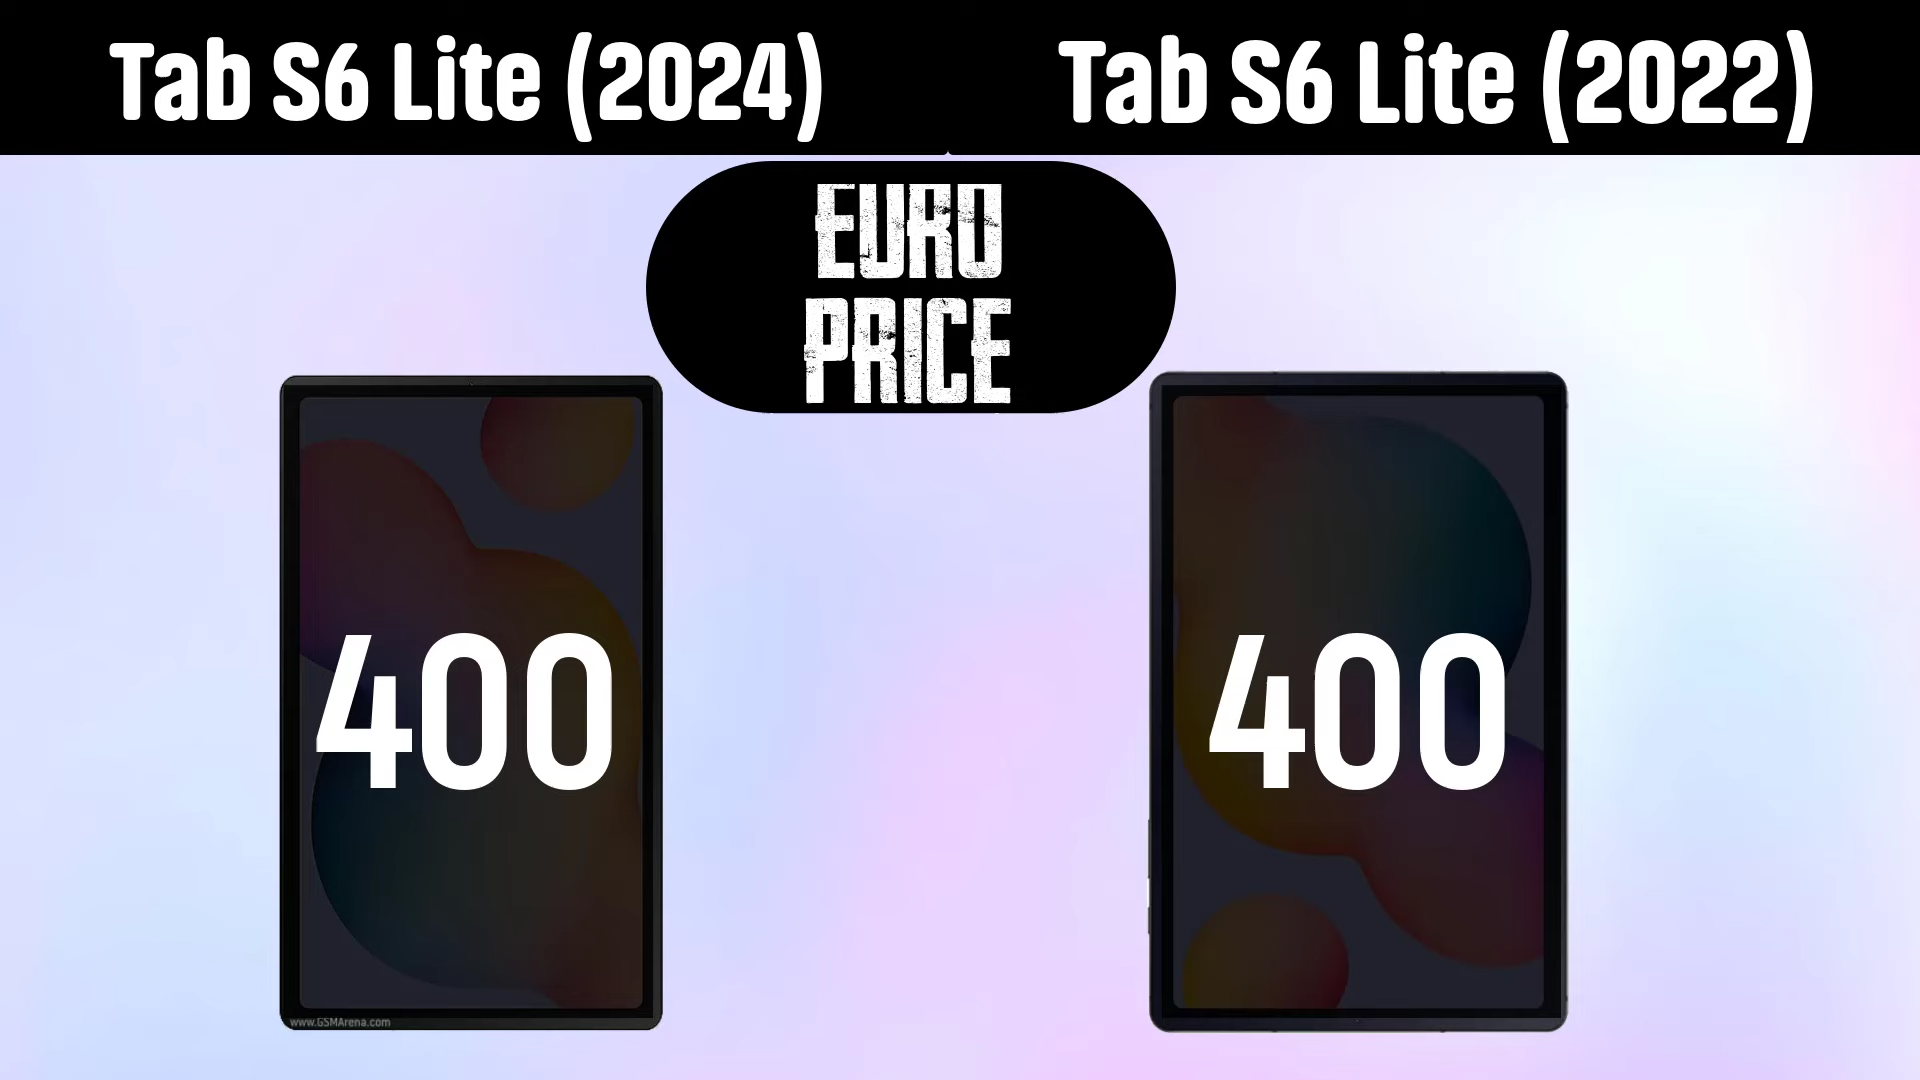 Tab S6 Lite (2024)
Tab S6 Lite (2022)
EURO
PRICE
400
400
www.GSMArena.com